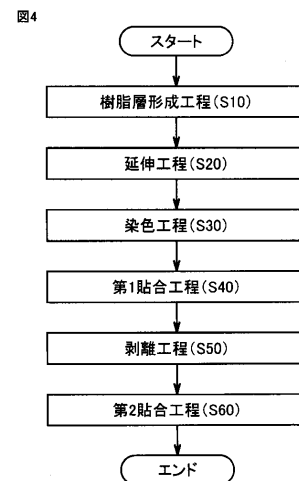 図4
スタート
樹脂層形成工程(S10)
延伸工程(S20)
染色工程(S30)
第1貼合工程(S40)
剥離工程(S50)
第2貼合工程(S60)
エンド